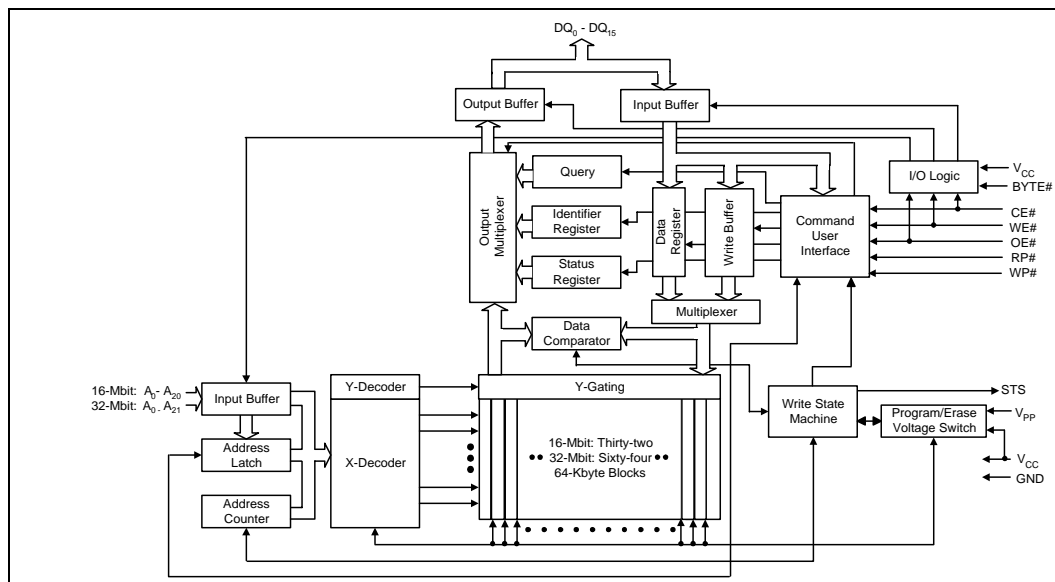 DQ0 - DQ15
Output Buffer
Input Buffer
I/O Logic
VCC
BYTE#
Output
Multiplexer
Query
Identifier
Register
Status
Register
Data
Register
Write Buffer
Command
User
Interface
CE#
WE#
OE#
RP#
WP#
Multiplexer
Data
Comparator
16-Mbit: A0- A20
32-Mbit: A0 - A21
Input Buffer
Y-Decoder
Y-Gating
Address
Latch
X-Decoder
16-Mbit: Thirty-two
32-Mbit: Sixty-four
64-Kbyte Blocks
Address
Counter
Write State
Machine
STS
Program/Erase
Voltage Switch
VPP
VCC
GND